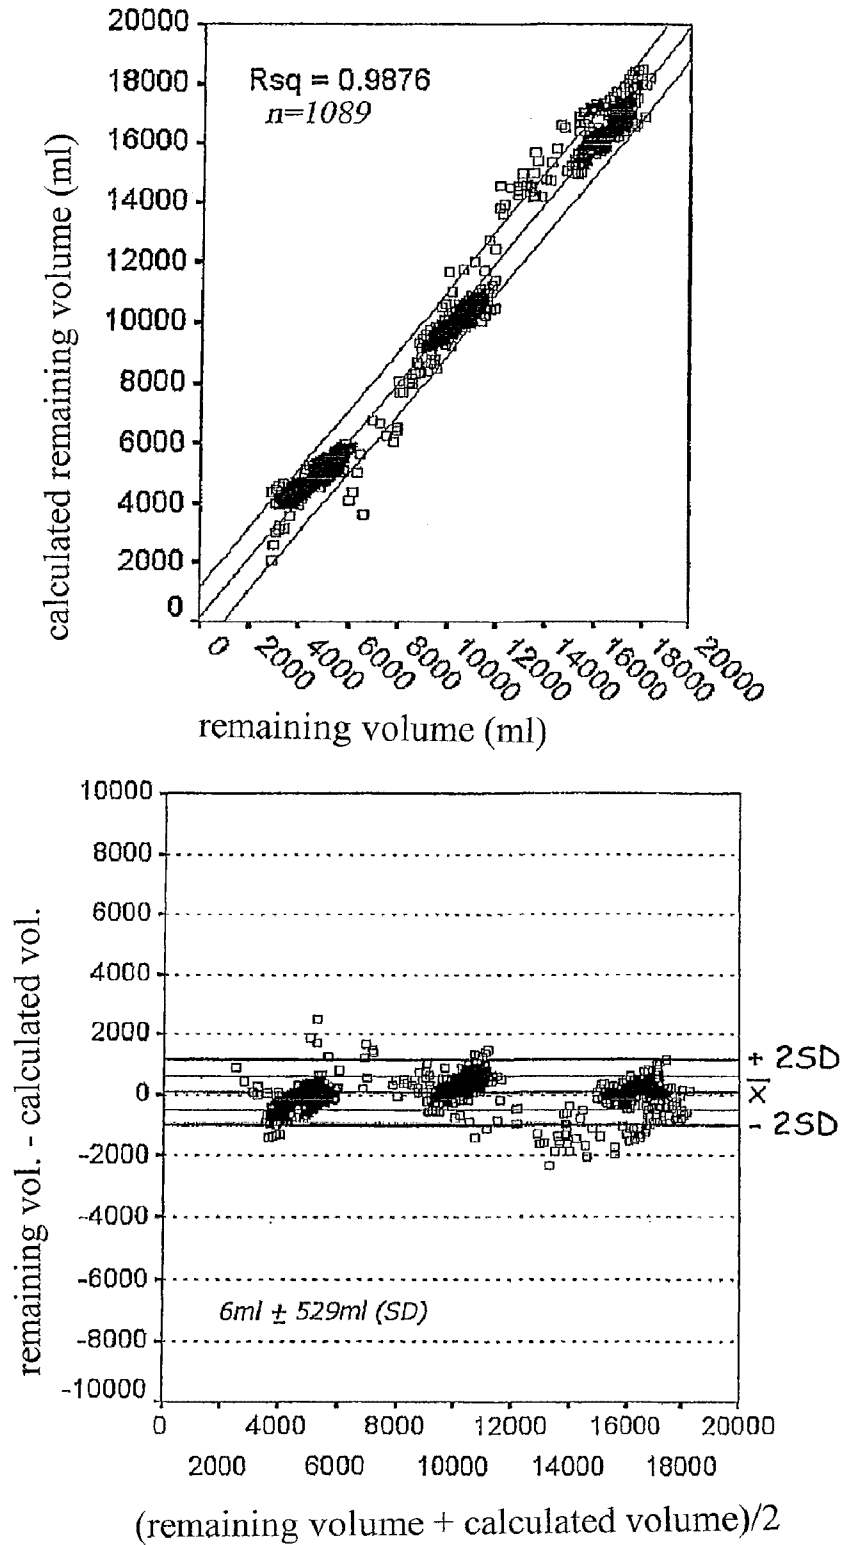 20000
18000
16000
14000
12000
10000
8000
6000
4000
2000
0
calculated remaining volume (ml)
Rsq = 0.9876
n=1089
0 2000 4000 6000 8000 10000 12000 14000 16000 18000 20000
remaining volume (ml)
10000
8000
6000
4000
2000
0
-2000
-4000
-6000
-8000
-10000
remaining vol. - calculated vol.
+ 2SD
x̄
- 2SD
6ml ± 529ml (SD)
0 4000 8000 12000 16000 20000
2000 6000 10000 14000 18000
(remaining volume + calculated volume)/2